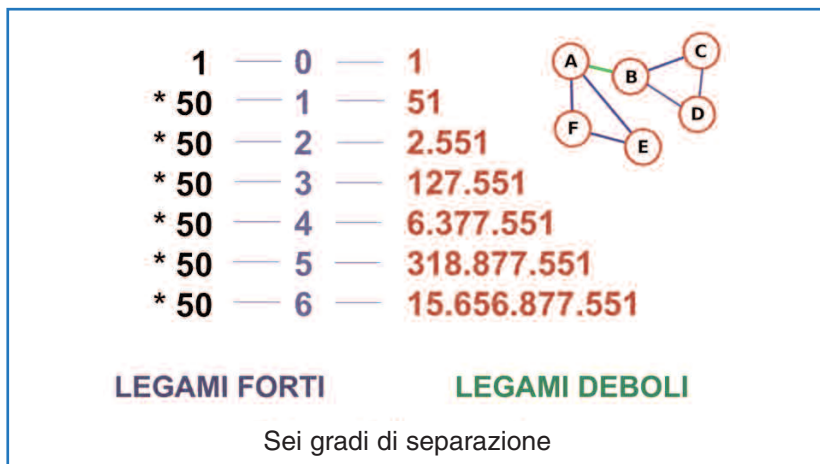 1 0 1
* 50 1 51
* 50 2 2.551
* 50 3 127.551
* 50 4 6.377.551
* 50 5 318.877.551
* 50 6 15.656.877.551
A
B
C
D
F
E
LEGAMI FORTI LEGAMI DEBOLI
Sei gradi di separazione